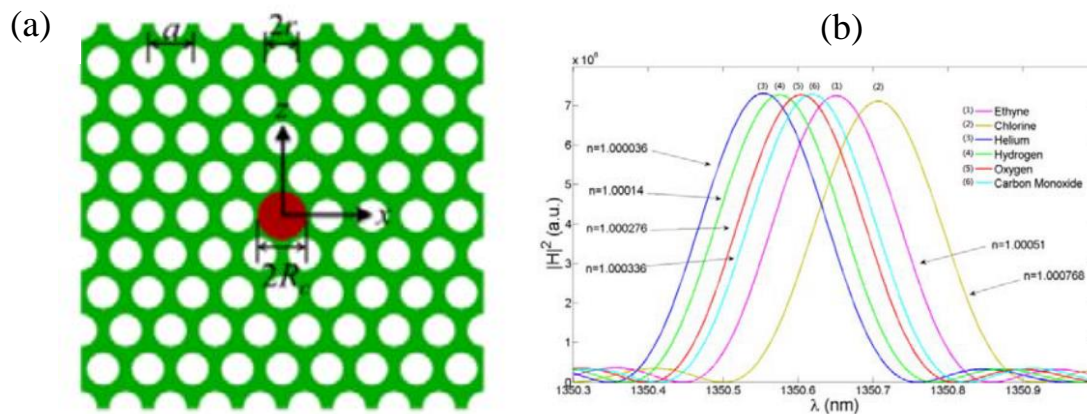 (a)
a
2r
z
x
2Rc
(b)
x 10⁸
|H|² (a.u.)
7
6
5
4
3
2
1
0
(3) (4) (5) (6) (1) (2)
n=1.000036
n=1.00014
n=1.000276
n=1.000336
n=1.00051
n=1.000768
(1) Ethyne
(2) Chlorine
(3) Helium
(4) Hydrogen
(5) Oxygen
(6) Carbon Monoxide
1350.3 1350.4 1350.5 1350.6 1350.7 1350.8 1350.9
λ (nm)